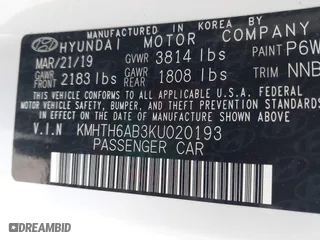 MANUFACTURED IN KOREA BY
HYUNDAI MOTOR COMPANY
MAR/21/19 GVWR 3814 lbs PAINT P6W
GAWR FRONT 2183 lbs GAWR REAR 1808 lbs TRIM NNB
THIS VEHICLE CONFORMS TO ALL APPLICABLE U.S.A. FEDERAL
MOTOR VEHICLE SAFETY, BUMPER, AND THEFT PREVENTION
STANDARDS IN EFFECT ON THE DATE OF MANUFACTURE SHOWN ABOVE.
V.I.N KMHTH6AB3KU020193
PASSENGER CAR
© DREAMBID.COM